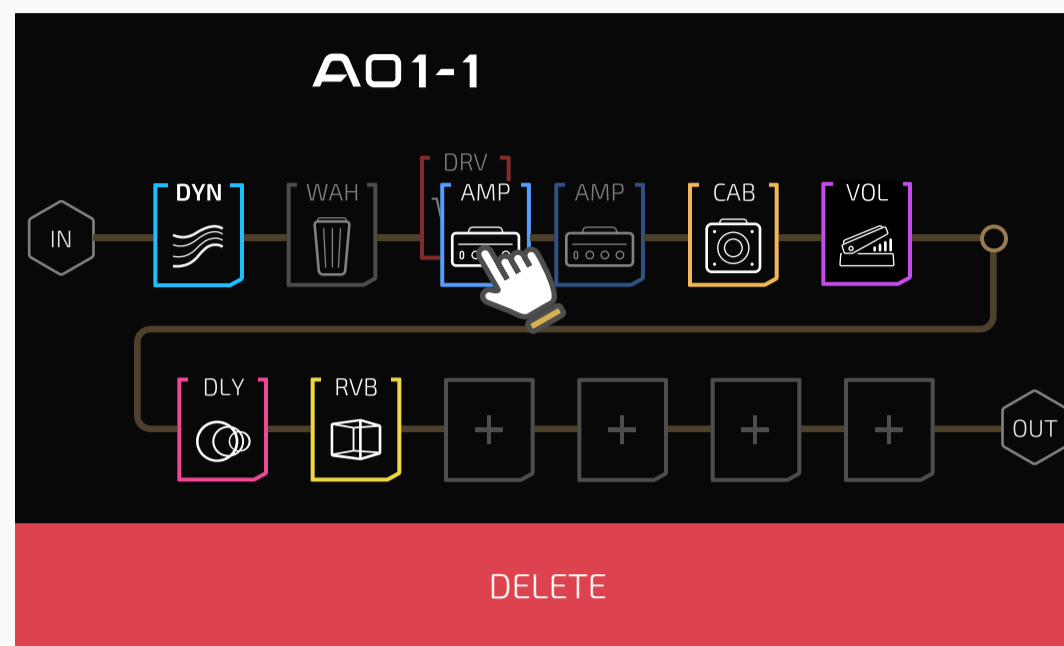 A01-1
IN
DYN
WAH
DRV
AMP
AMP
CAB
VOL
DLY
RVB
+
+
+
+
OUT
DELETE